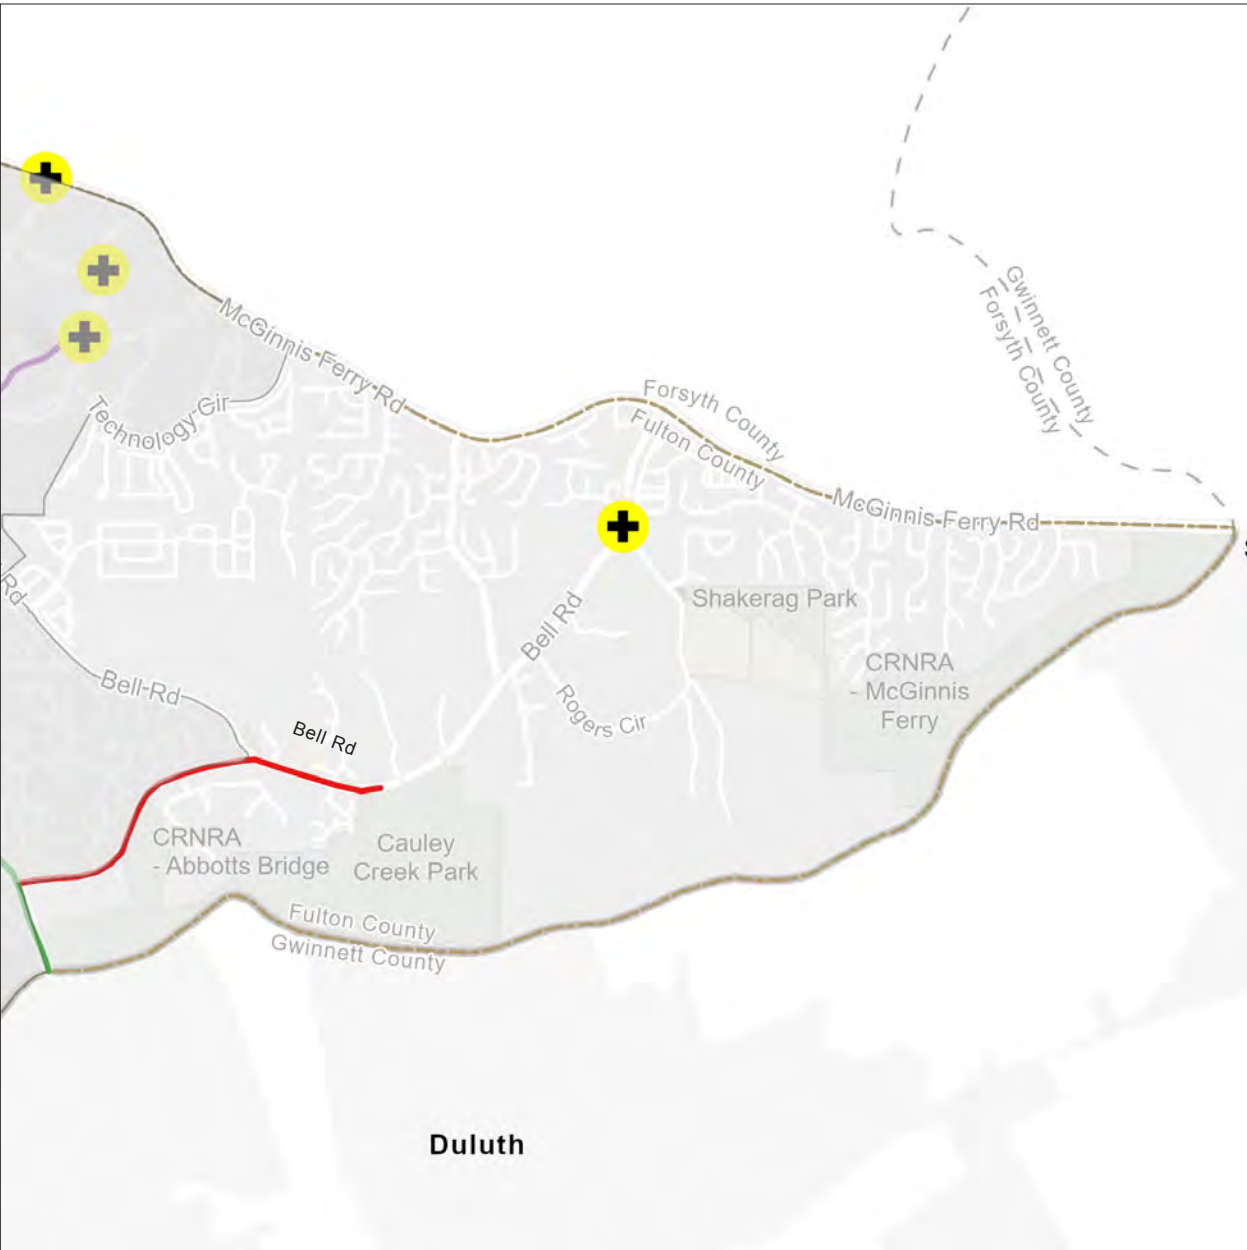 Gwinnett County
Forsyth County
McGinnis Ferry Rd
Forsyth County
Fulton County
Technology Cir
McGinnis Ferry Rd
Rd
Bell Rd
Shakerag Park
Bell Rd
CRNRA
- McGinnis
Ferry
Rogers Cir
Bell Rd
CRNRA
- Abbotts Bridge
Cauley
Creek Park
Fulton County
Gwinnett County
Duluth